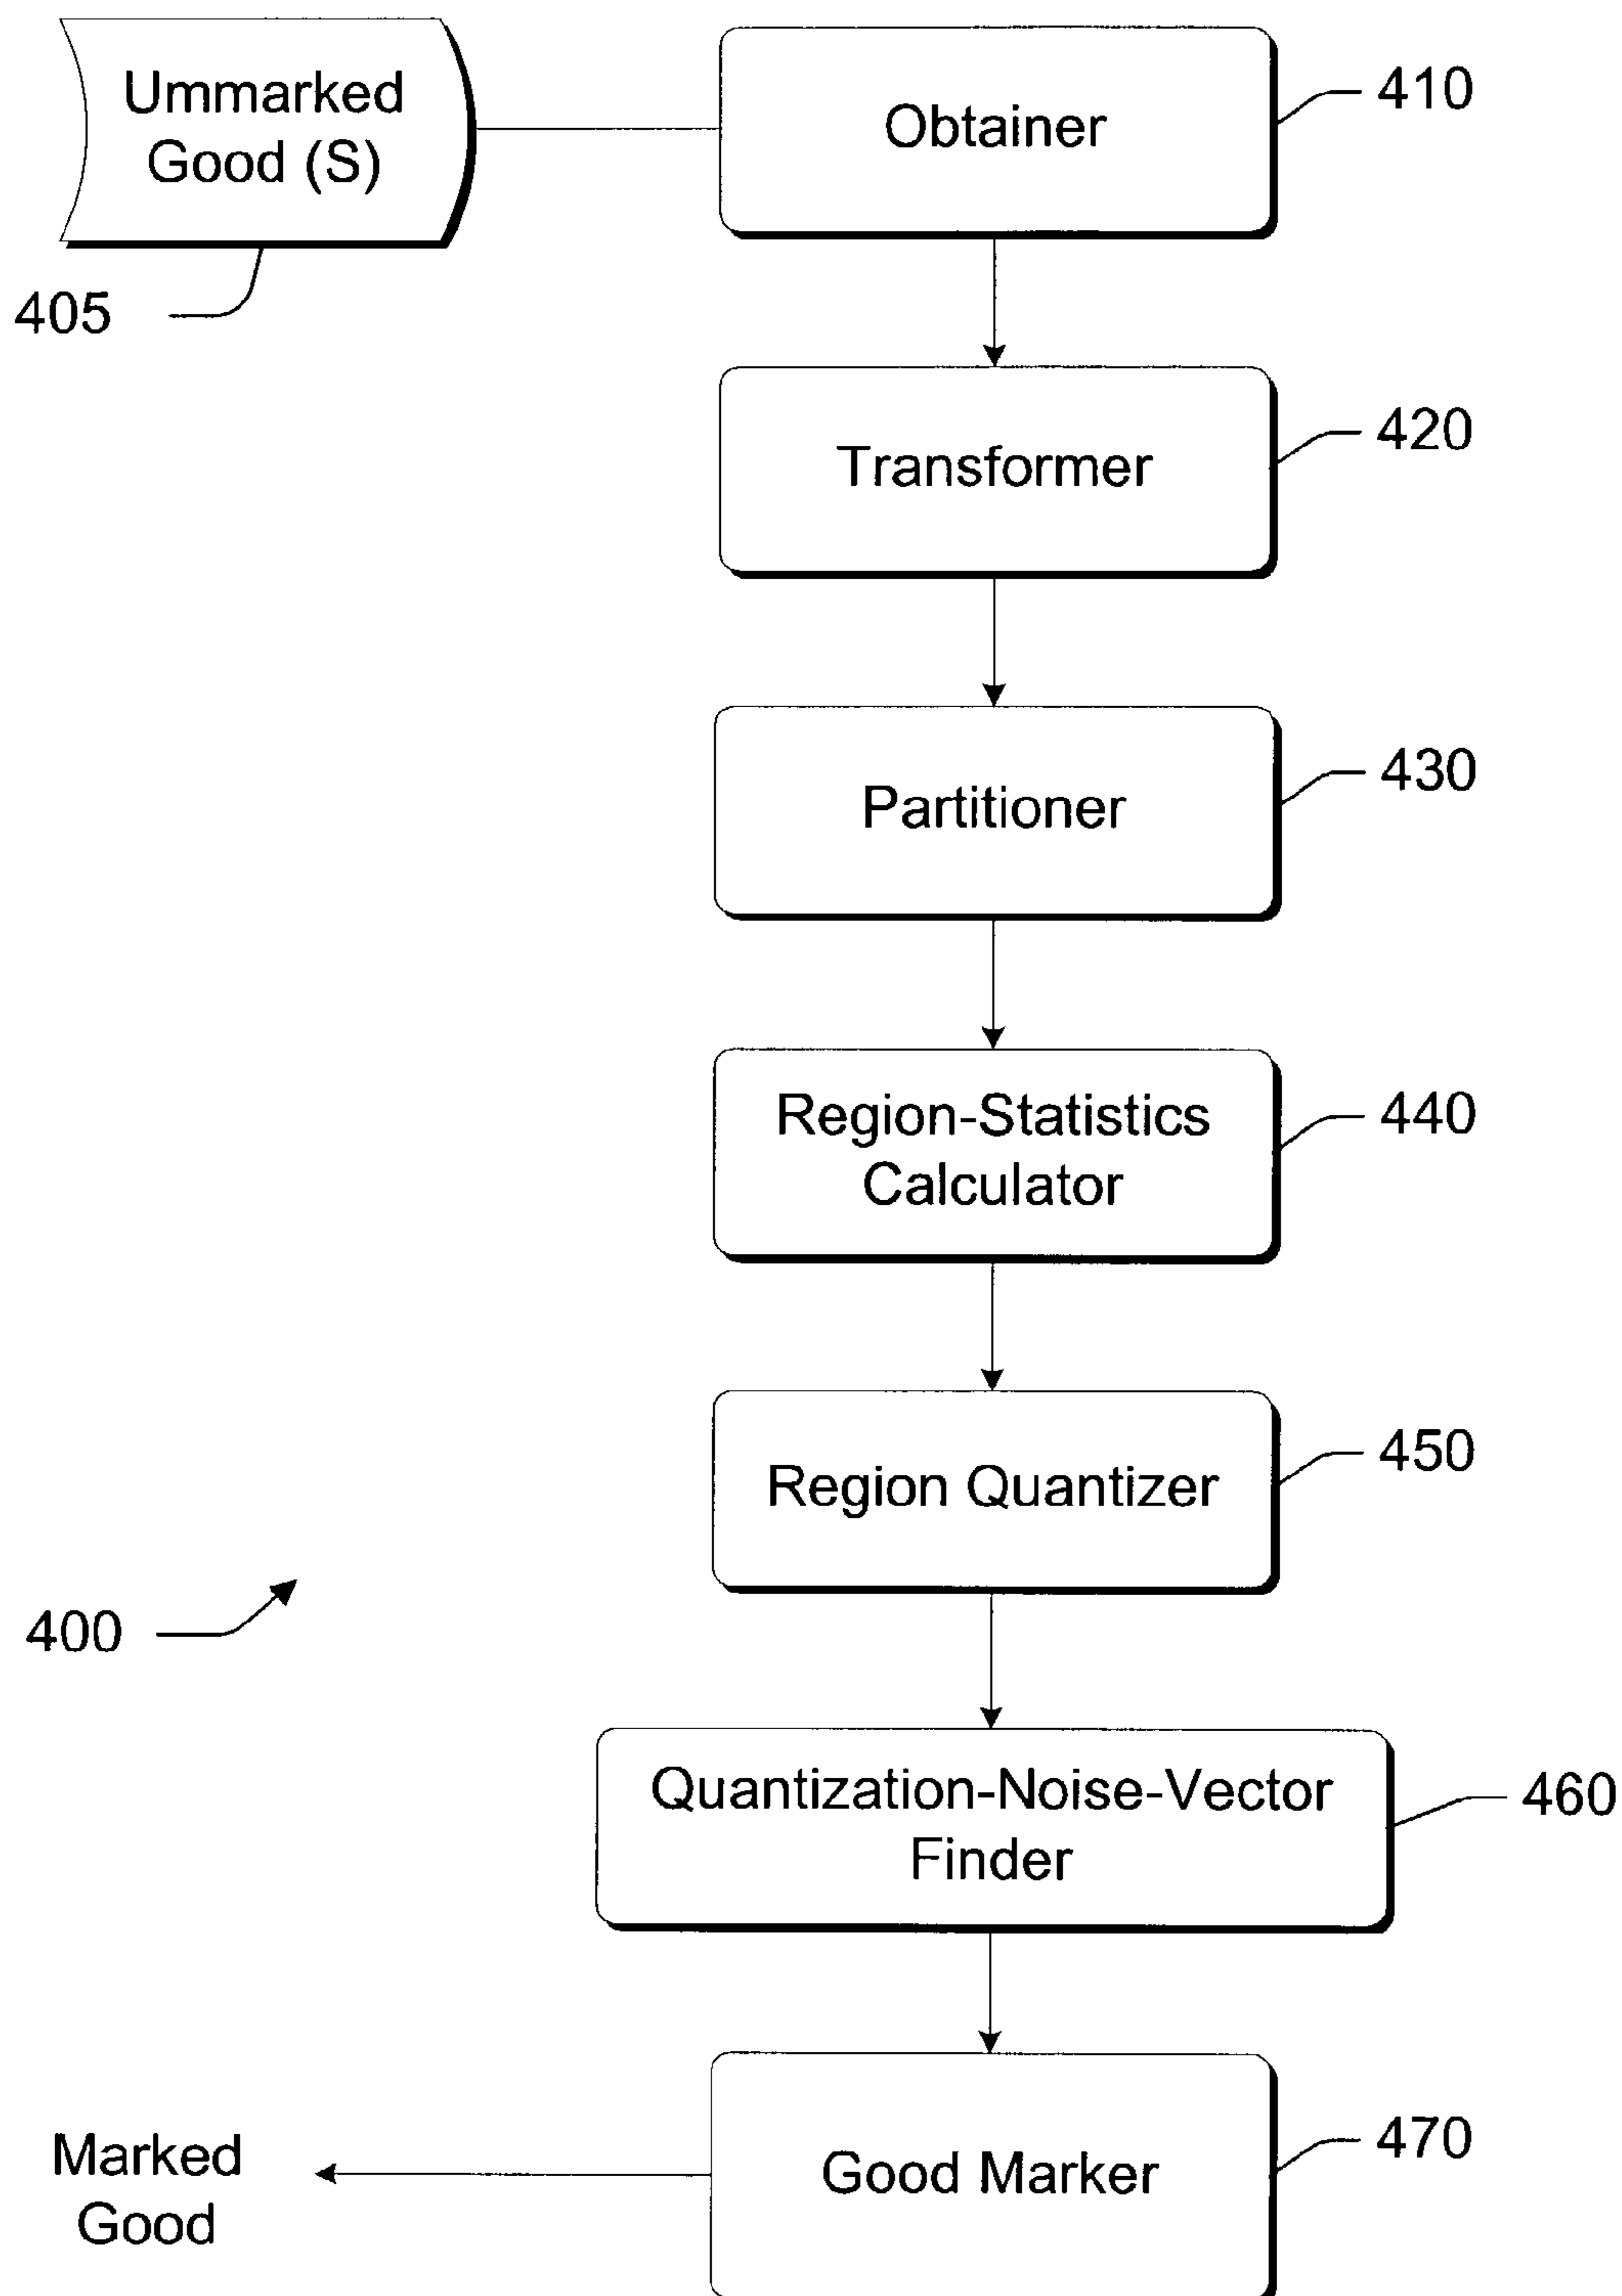 Ummarked
Good (S)
405
Obtainer
410
Transformer
420
Partitioner
430
Region-Statistics
Calculator
440
Region Quantizer
450
400
Quantization-Noise-Vector
Finder
460
Good Marker
470
Marked
Good